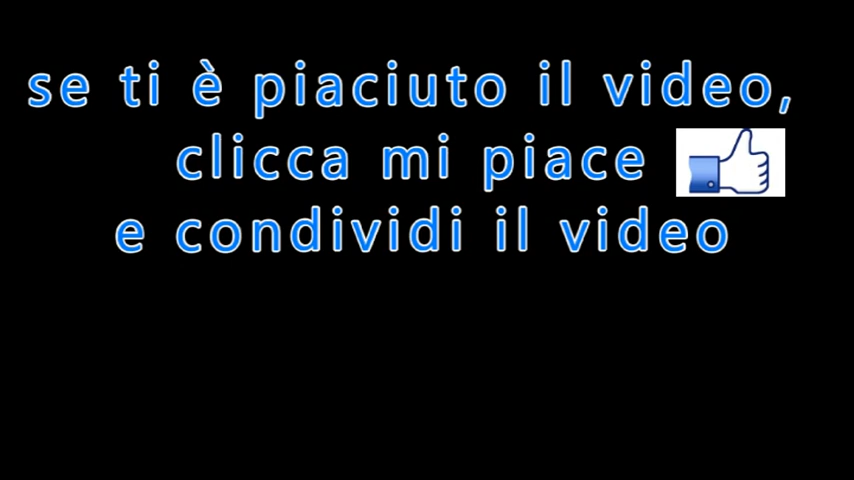 se ti è piaciuto il video,
clicca mi piace
e condividi il video